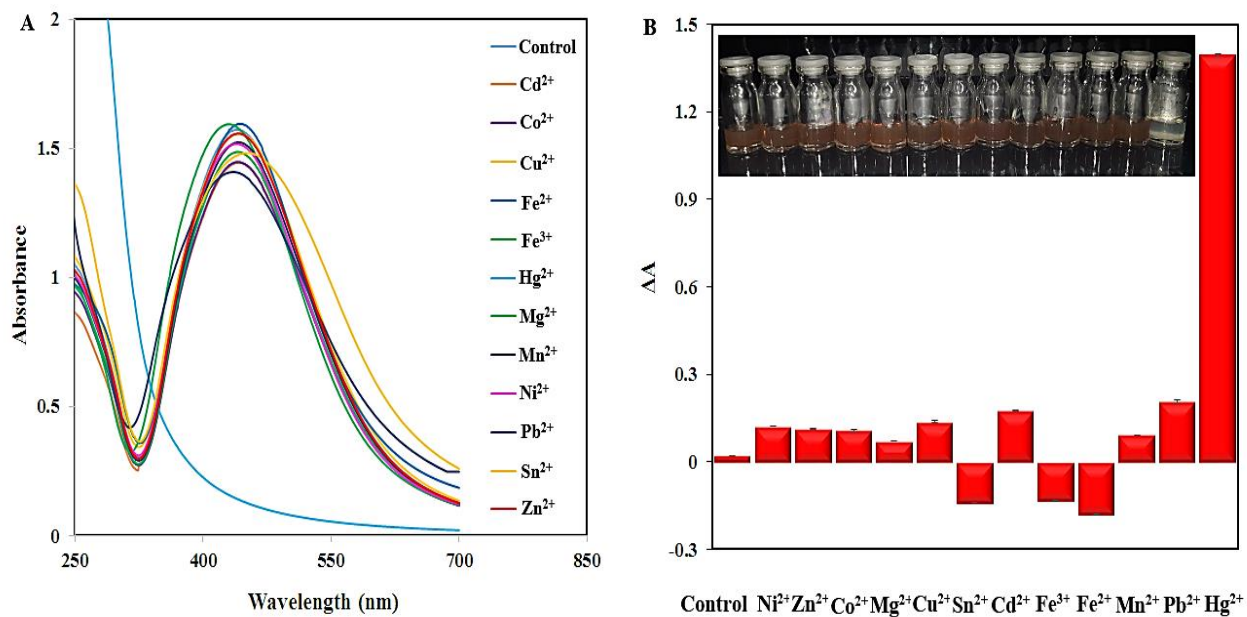 A
2
1.5
1
0.5
0
Absorbance
250
400
550
700
850
Wavelength (nm)
Control
Cd²⁺
Co²⁺
Cu²⁺
Fe²⁺
Fe³⁺
Hg²⁺
Mg²⁺
Mn²⁺
Ni²⁺
Pb²⁺
Sn²⁺
Zn²⁺
B
1.5
1.2
0.9
0.6
0.3
0
-0.3
ΔA
Control Ni²⁺ Zn²⁺ Co²⁺ Mg²⁺ Cu²⁺ Sn²⁺ Cd²⁺ Fe³⁺ Fe²⁺ Mn²⁺ Pb²⁺ Hg²⁺